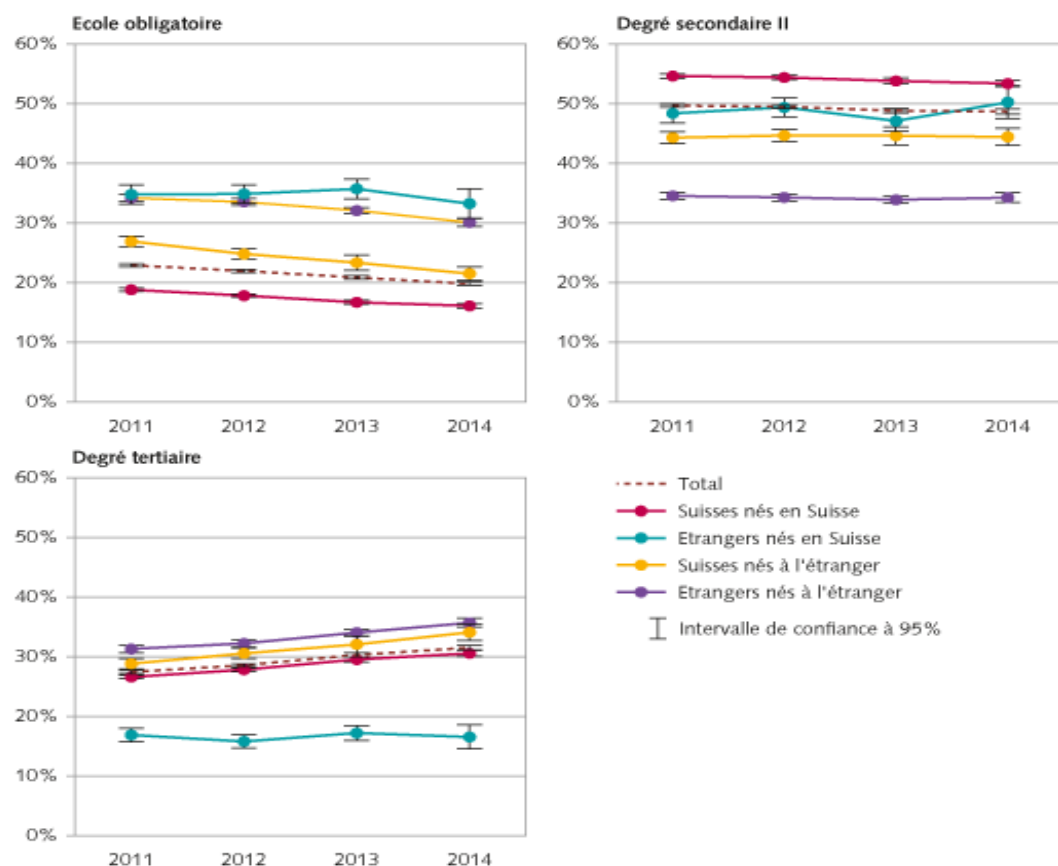 Ecole obligatoire
60%
50%
40%
30%
20%
10%
0%
2011 2012 2013 2014
Degré secondaire II
60%
50%
40%
30%
20%
10%
0%
2011 2012 2013 2014
Degré tertiaire
60%
50%
40%
30%
20%
10%
0%
2011 2012 2013 2014
Total
Suisses nés en Suisse
Etrangers nés en Suisse
Suisses nés à l'étranger
Etrangers nés à l'étranger
Intervalle de confiance à 95%